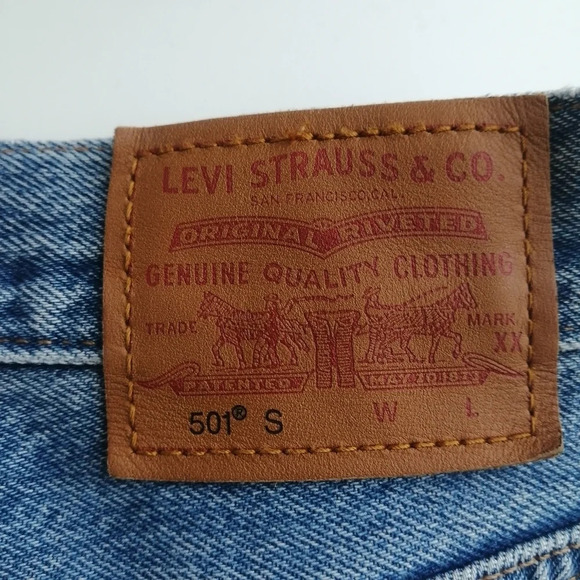 LEVI STRAUSS & CO.
SAN FRANCISCO, CAL.
ORIGINAL RIVETED
GENUINE QUALITY CLOTHING
TRADE MARK
XX
PATENTED MAY 20 1873
501® S W L